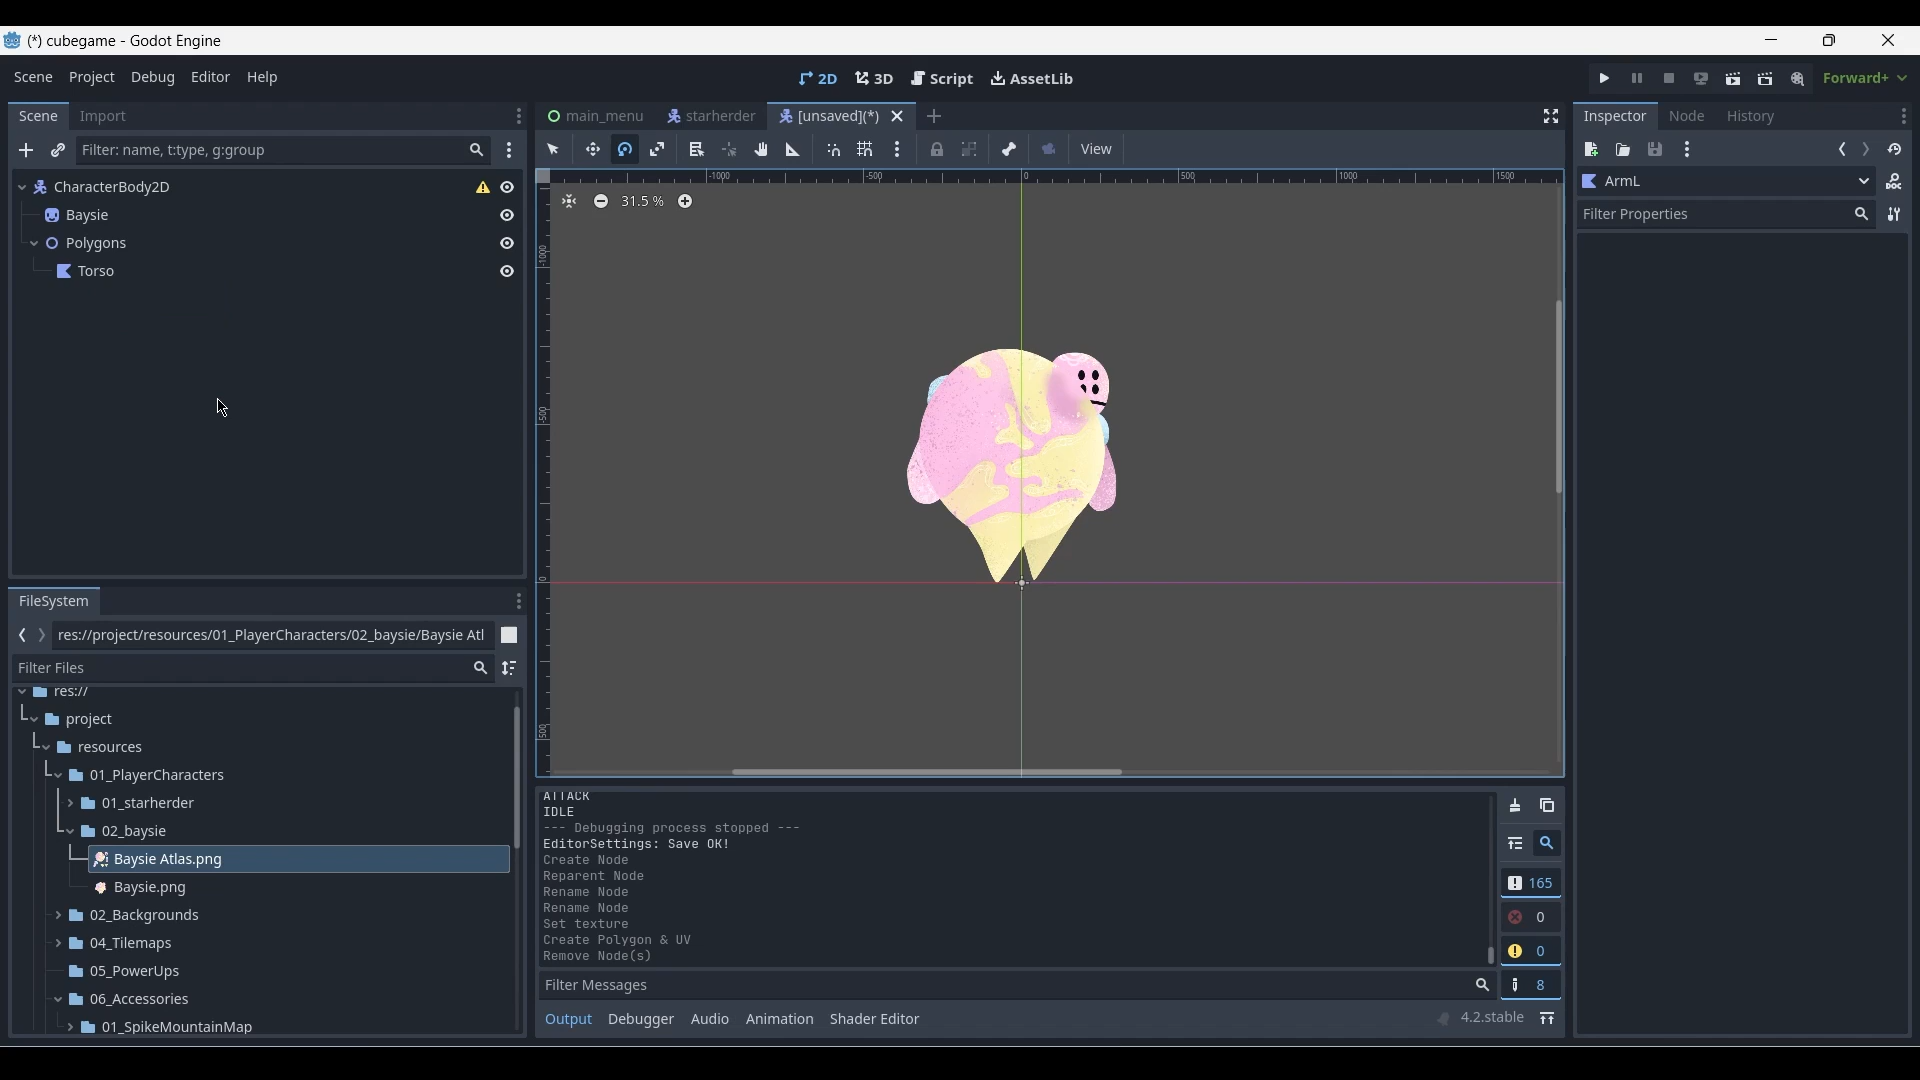 (*) cubegame - Godot Engine
Scene Project Debug Editor Help
2D 3D Script AssetLib
Forward+
Scene Import
main_menu starherder [unsaved](*)
Inspector Node History
Filter: name, t:type, g:group
View
ArmL
Filter Properties
CharacterBody2D
Baysie
Polygons
Torso
31.5 %
-1000 -500 0 500 1000 1500
-1000
-500
0
500
FileSystem
res://project/resources/01_PlayerCharacters/02_baysie/Baysie Atl
Filter Files
res://
project
resources
01_PlayerCharacters
01_starherder
02_baysie
Baysie Atlas.png
Baysie.png
02_Backgrounds
04_Tilemaps
05_PowerUps
06_Accessories
01_SpikeMountainMap
ATTACK
IDLE
--- Debugging process stopped ---
EditorSettings: Save OK!
Create Node
Reparent Node
Rename Node
Rename Node
Set texture
Create Polygon & UV
Remove Node(s)
165
0
0
8
Filter Messages
Output Debugger Audio Animation Shader Editor
4.2.stable